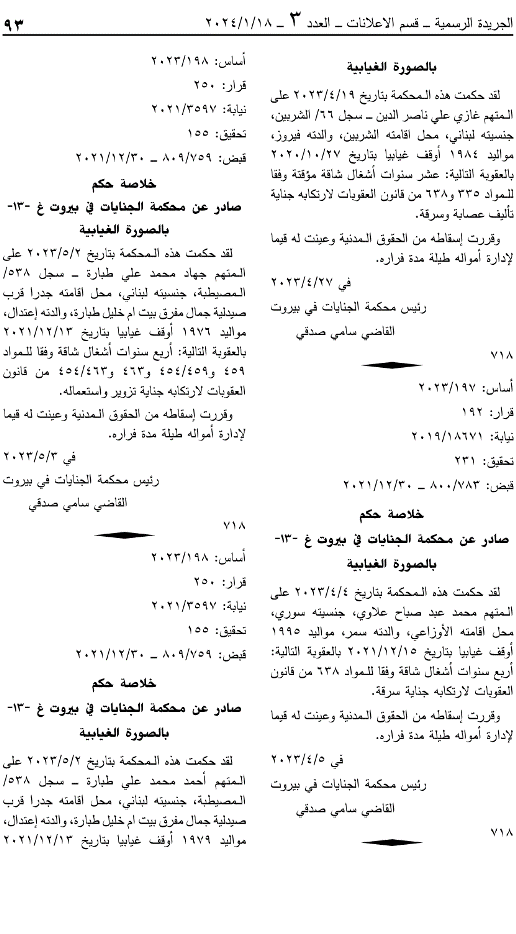 الجريدة الرسمية ــ قسم الاعلانات ــ العدد ٣ ــ ٢٠٢٤/١/١٨
٩٣
بالصورة الغيابية
لقد حكمت هذه المحكمة بتاريخ ٢٠٢٣/٤/١٩ على
المتهم غازي علي ناصر الدين ــ سجل ٦٦/ الشربين،
جنسيته لبناني، محل اقامته الشربين، والدته فيروز،
مواليد ١٩٨٤ أوقف غيابيا بتاريخ ٢٠٢٠/١٠/٢٧
بالعقوبة التالية: عشر سنوات أشغال شاقة مؤقتة وفقا
للمواد ٣٣٥ و٦٣٨ من قانون العقوبات لارتكابه جناية
تأليف عصابة وسرقة.
وقررت إسقاطه من الحقوق المدنية وعينت له قيما
لإدارة أمواله طيلة مدة فراره.
في ٢٠٢٣/٤/٢٧
رئيس محكمة الجنايات في بيروت
القاضي سامي صدقي
٧١٨
أساس: ٢٠٢٣/١٩٧
قرار: ١٩٢
نيابة: ٢٠١٩/١٨٦٧١
تحقيق: ٢٣١
قبض: ٨٠٠/٧٨٣ ــ ٢٠٢١/١٢/٣٠
خلاصة حكم
صادر عن محكمة الجنايات في بيروت غ -١٣-
بالصورة الغيابية
لقد حكمت هذه المحكمة بتاريخ ٢٠٢٣/٤/٤ على
المتهم محمد عبد صباح علاوي، جنسيته سوري،
محل اقامته الأوزاعي، والدته سمر، مواليد ١٩٩٥
أوقف غيابيا بتاريخ ٢٠٢١/١٢/١٥ بالعقوبة التالية:
أربع سنوات أشغال شاقة وفقا للمواد ٦٣٨ من قانون
العقوبات لارتكابه جناية سرقة.
وقررت إسقاطه من الحقوق المدنية وعينت له قيما
لإدارة أمواله طيلة مدة فراره.
في ٢٠٢٣/٤/٥
رئيس محكمة الجنايات في بيروت
القاضي سامي صدقي
٧١٨
أساس: ٢٠٢٣/١٩٨
قرار: ٢٥٠
نيابة: ٢٠٢١/٣٥٩٧
تحقيق: ١٥٥
قبض: ٨٠٩/٧٥٩ ــ ٢٠٢١/١٢/٣٠
خلاصة حكم
صادر عن محكمة الجنايات في بيروت غ -١٣-
بالصورة الغيابية
لقد حكمت هذه المحكمة بتاريخ ٢٠٢٣/٥/٢ على
المتهم جهاد محمد علي طبارة ــ سجل ٥٣٨/
المصيطبة، جنسيته لبناني، محل اقامته جدرا قرب
صيدلية جمال مفرق بيت ام خليل طبارة، والدته إعتدال،
مواليد ١٩٧٦ أوقف غيابيا بتاريخ ٢٠٢١/١٢/١٣
بالعقوبة التالية: أربع سنوات أشغال شاقة وفقا للمواد
٤٥٩ و٤٥٤/٤٥٩ و٤٦٣ و٤٥٤/٤٦٣ من قانون
العقوبات لارتكابه جناية تزوير واستعماله.
وقررت إسقاطه من الحقوق المدنية وعينت له قيما
لإدارة أمواله طيلة مدة فراره.
في ٢٠٢٣/٥/٣
رئيس محكمة الجنايات في بيروت
القاضي سامي صدقي
٧١٨
أساس: ٢٠٢٣/١٩٨
قرار: ٢٥٠
نيابة: ٢٠٢١/٣٥٩٧
تحقيق: ١٥٥
قبض: ٨٠٩/٧٥٩ ــ ٢٠٢١/١٢/٣٠
خلاصة حكم
صادر عن محكمة الجنايات في بيروت غ -١٣-
بالصورة الغيابية
لقد حكمت هذه المحكمة بتاريخ ٢٠٢٣/٥/٢ على
المتهم أحمد محمد علي طبارة ــ سجل ٥٣٨/
المصيطبة، جنسيته لبناني، محل اقامته جدرا قرب
صيدلية جمال مفرق بيت ام خليل طبارة، والدته إعتدال،
مواليد ١٩٧٩ أوقف غيابيا بتاريخ ٢٠٢١/١٢/١٣